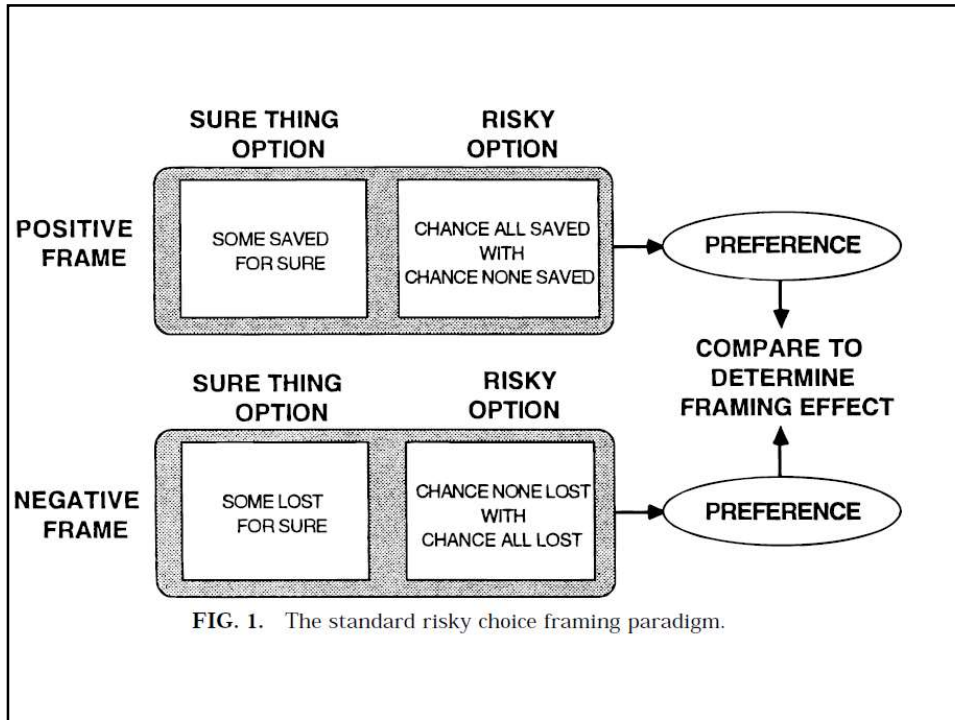 SURE THING
OPTION
RISKY
OPTION
POSITIVE
FRAME
SOME SAVED
FOR SURE
CHANCE ALL SAVED
WITH
CHANCE NONE SAVED
PREFERENCE
COMPARE TO
DETERMINE
FRAMING EFFECT
SURE THING
OPTION
RISKY
OPTION
NEGATIVE
FRAME
SOME LOST
FOR SURE
CHANCE NONE LOST
WITH
CHANCE ALL LOST
PREFERENCE
FIG. 1. The standard risky choice framing paradigm.